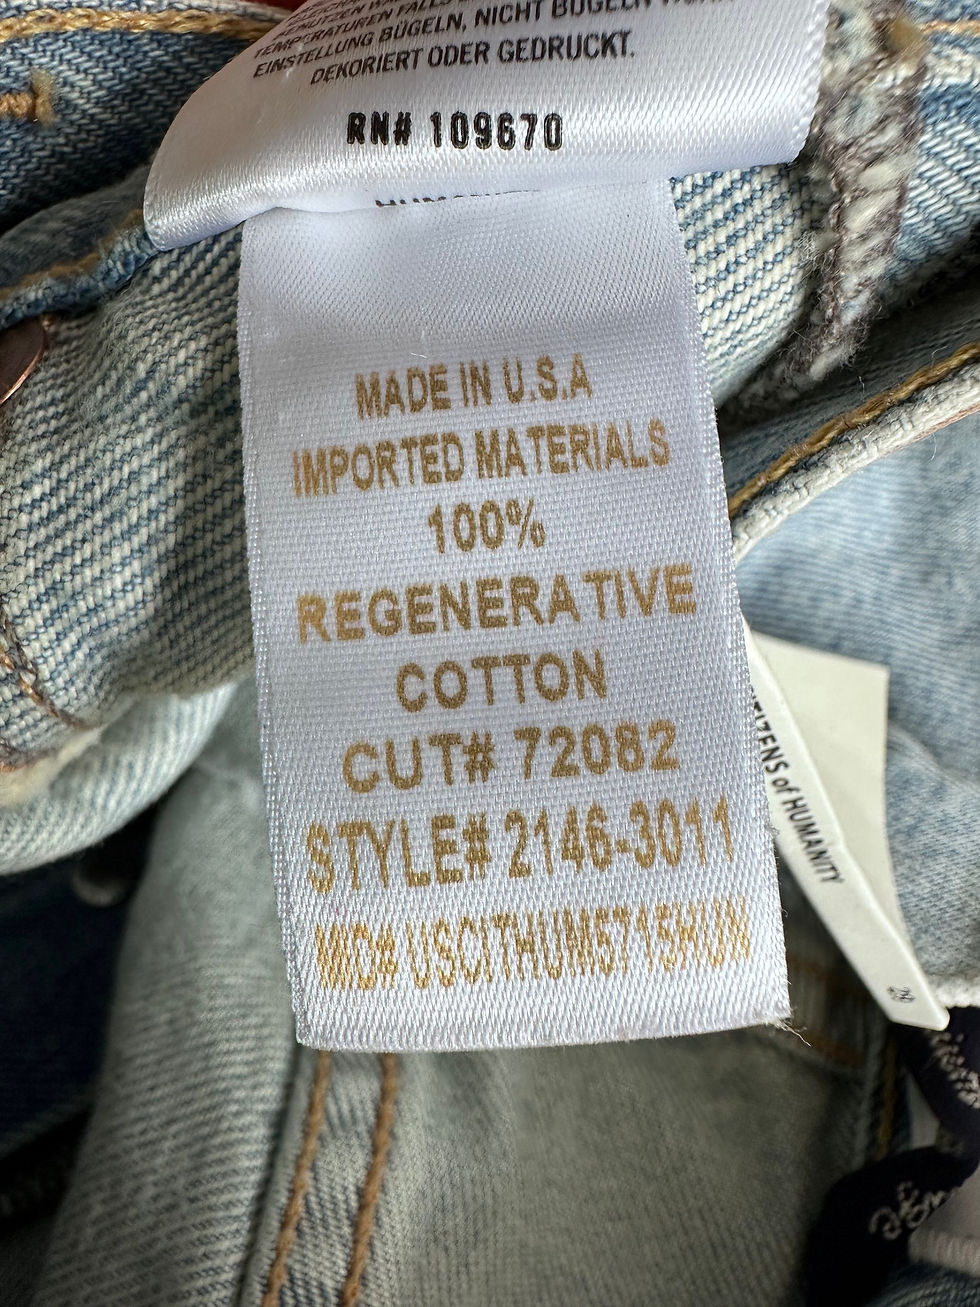 TEMPERATUREN FALLS
EINSTELLUNG BÜGELN, NICHT BÜGELN
DEKORIERT ODER GEDRUCKT.
RN# 109670
MADE IN U.S.A
IMPORTED MATERIALS
100%
REGENERATIVE
COTTON
CUT# 72082
STYLE# 2146-3011
MID# USCITHUM5715HUN
CITIZENS of HUMANITY
28